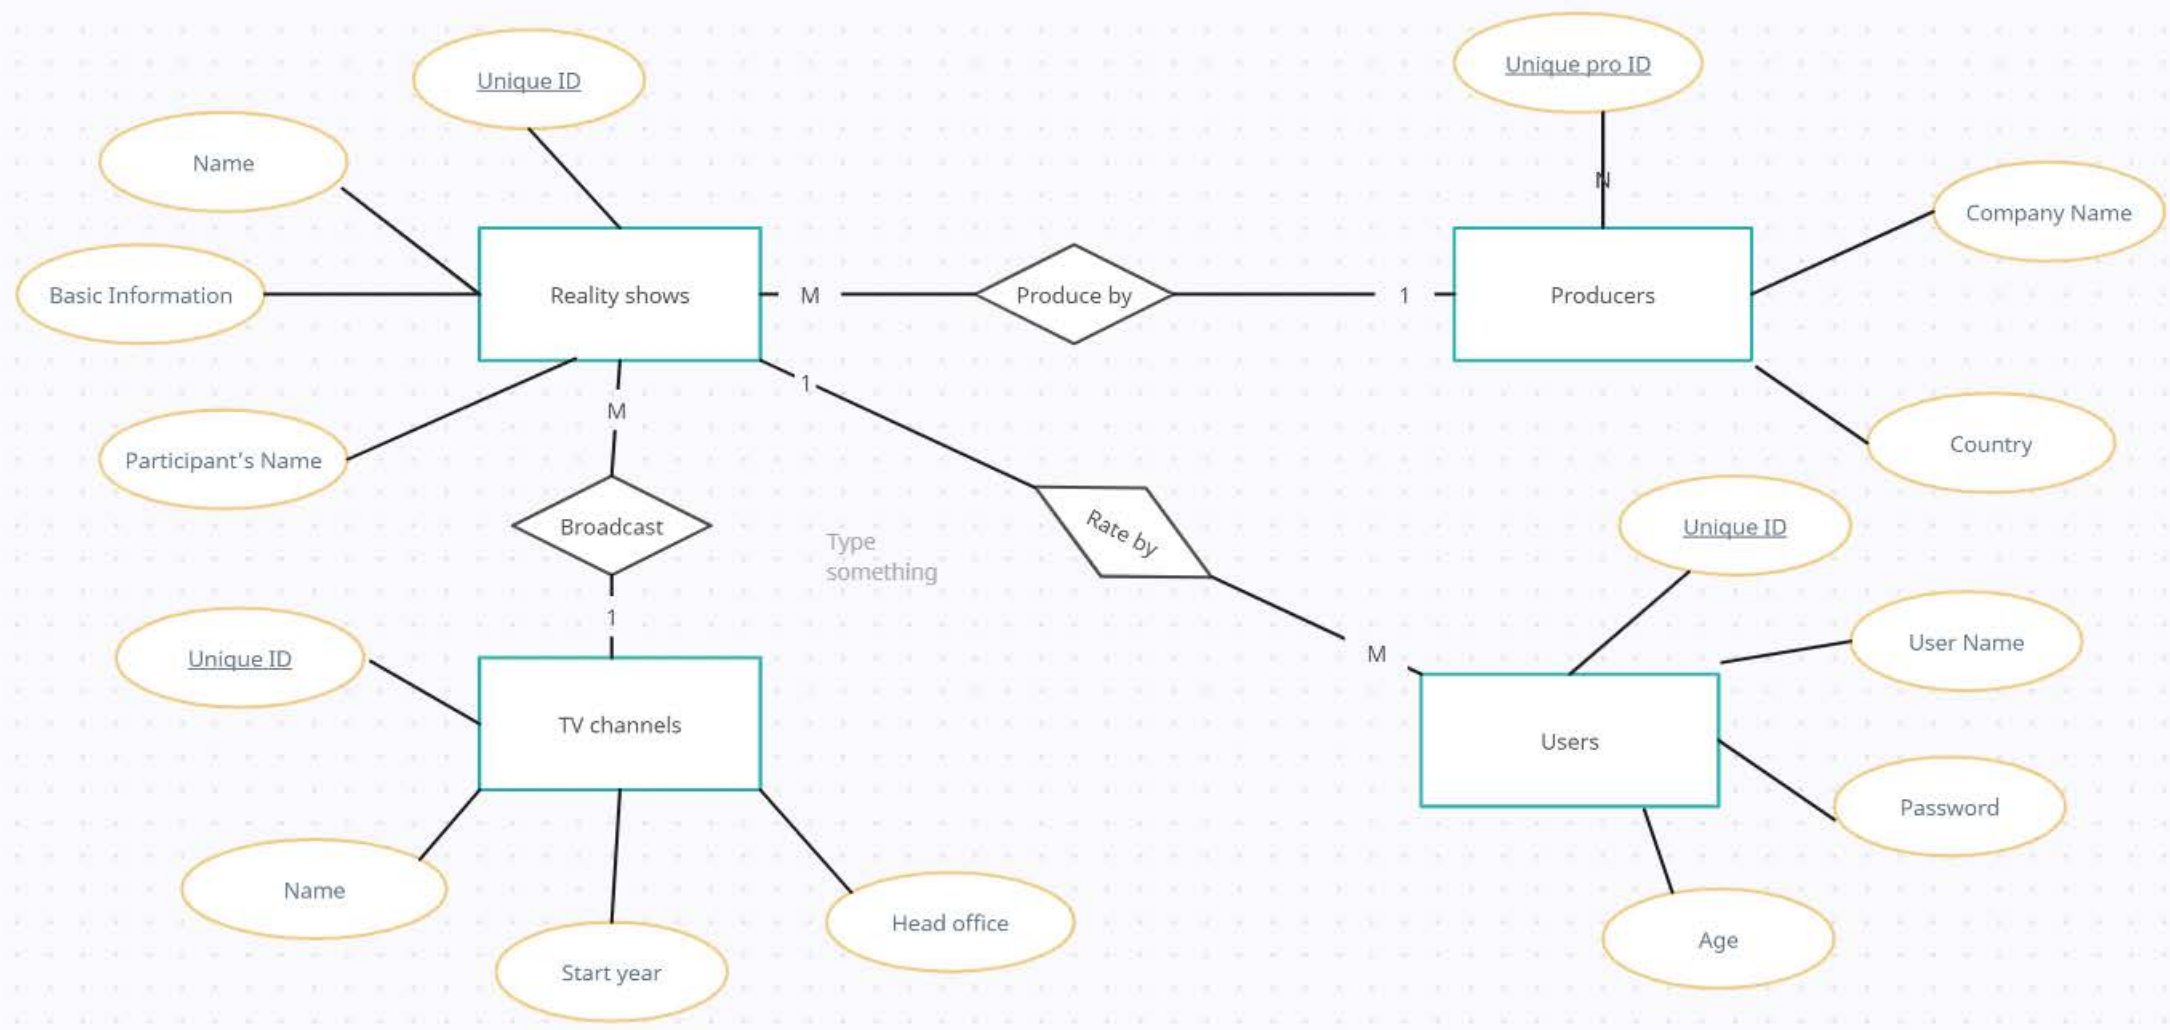 Unique pro ID
Unique ID
Name
N
Company Name
Basic Information
Reality shows
M
Produce by
1
Producers
1
M
Country
Participant's Name
Broadcast
Rate by
Unique ID
Type
something
1
User Name
M
Unique ID
TV channels
Users
Password
Name
Head office
Age
Start year